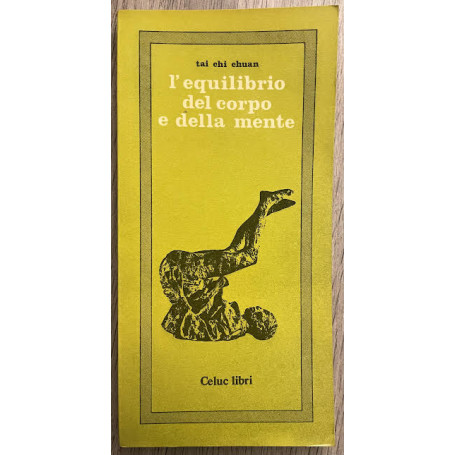 tai chi chuan
l'equilibrio
del corpo
e della mente
Celuc libri